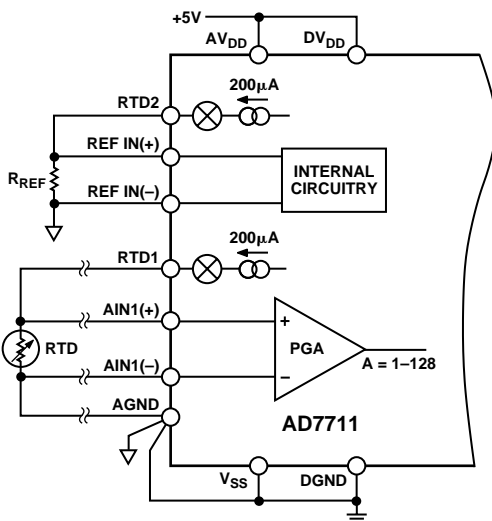 +5V
AVDD
DVDD
RTD2
200µA
REF IN(+)
INTERNAL
CIRCUITRY
RREF
REF IN(–)
200µA
RTD1
AIN1(+)
+
PGA
A = 1–128
RTD
AIN1(–)
–
AGND
AD7711
VSS
DGND